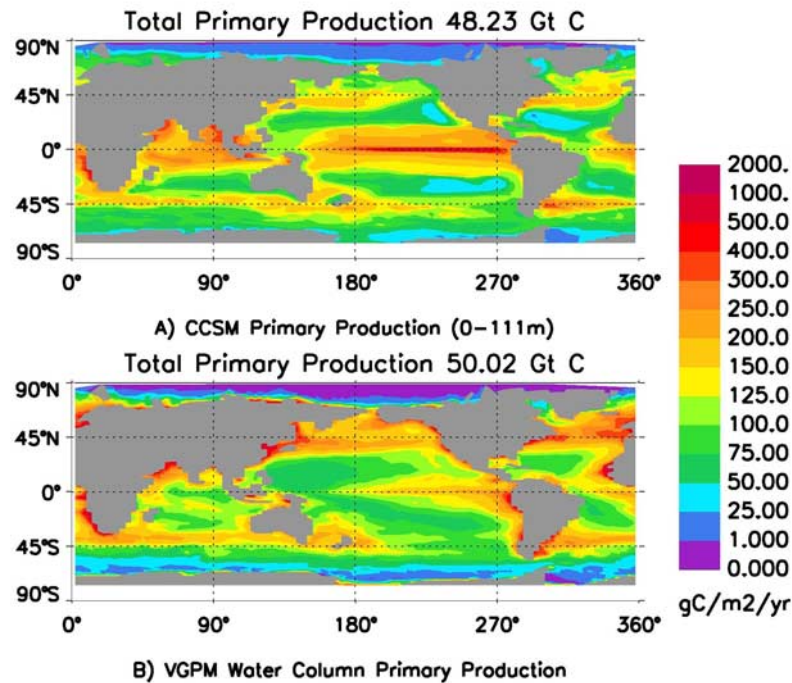 Total Primary Production 48.23 Gt C
90°N
45°N
0°
45°S
90°S
0° 90° 180° 270° 360°
A) CCSM Primary Production (0-111m)
Total Primary Production 50.02 Gt C
90°N
45°N
0°
45°S
90°S
0° 90° 180° 270° 360°
B) VGPM Water Column Primary Production
2000.
1000.
500.0
400.0
300.0
250.0
200.0
150.0
125.0
100.0
75.00
50.00
25.00
1.000
0.000
gC/m2/yr